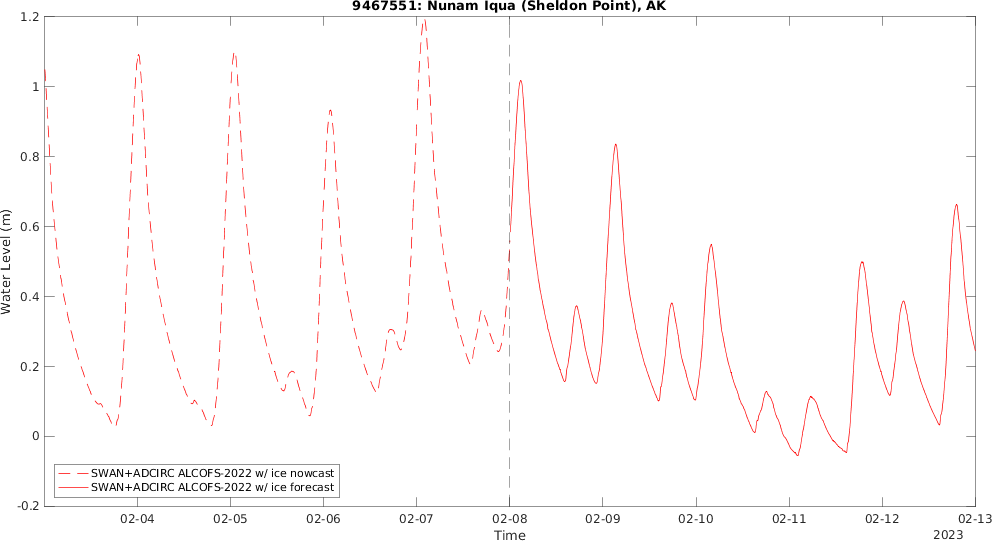 9467551: Nunam Iqua (Sheldon Point), AK
1.2
1
0.8
0.6
0.4
0.2
0
-0.2
Water Level (m)
SWAN+ADCIRC ALCOFS-2022 w/ ice nowcast
SWAN+ADCIRC ALCOFS-2022 w/ ice forecast
02-04 02-05 02-06 02-07 02-08 02-09 02-10 02-11 02-12 02-13
Time
2023